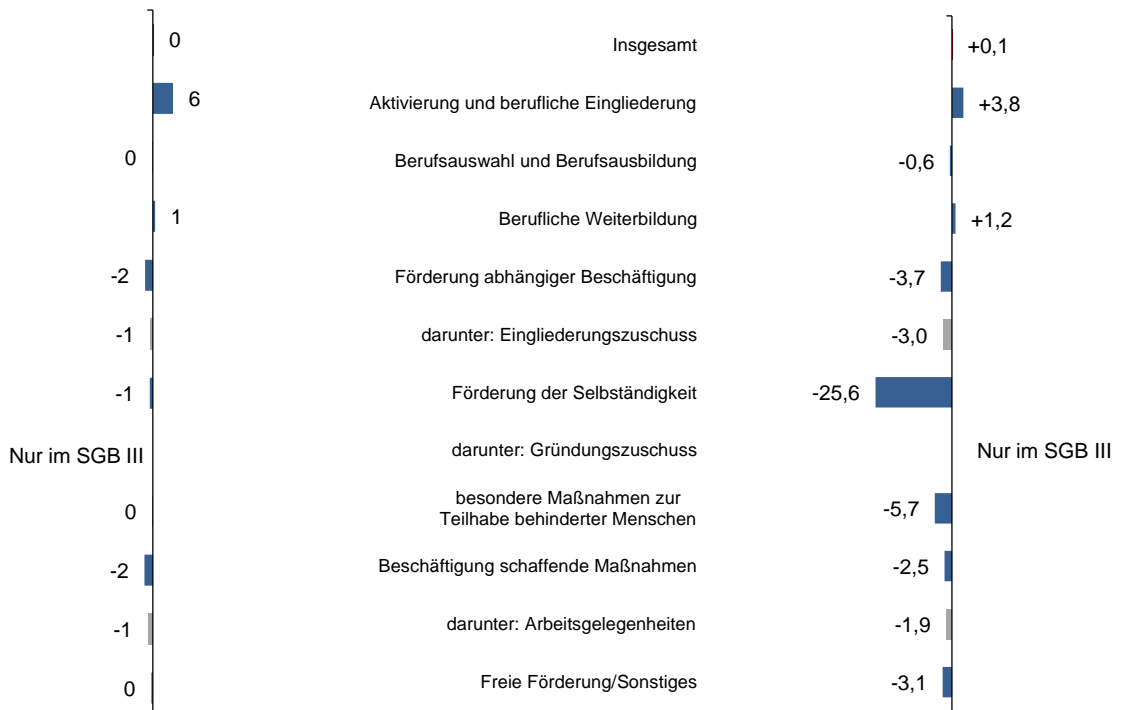 0 Insgesamt +0,1
6 Aktivierung und berufliche Eingliederung +3,8
0 Berufsauswahl und Berufsausbildung -0,6
1 Berufliche Weiterbildung +1,2
-2 Förderung abhängiger Beschäftigung -3,7
-1 darunter: Eingliederungszuschuss -3,0
-1 Förderung der Selbständigkeit -25,6
Nur im SGB III darunter: Gründungszuschuss Nur im SGB III
besondere Maßnahmen zur
0 Teilhabe behinderter Menschen -5,7
-2 Beschäftigung schaffende Maßnahmen -2,5
-1 darunter: Arbeitsgelegenheiten -1,9
0 Freie Förderung/Sonstiges -3,1